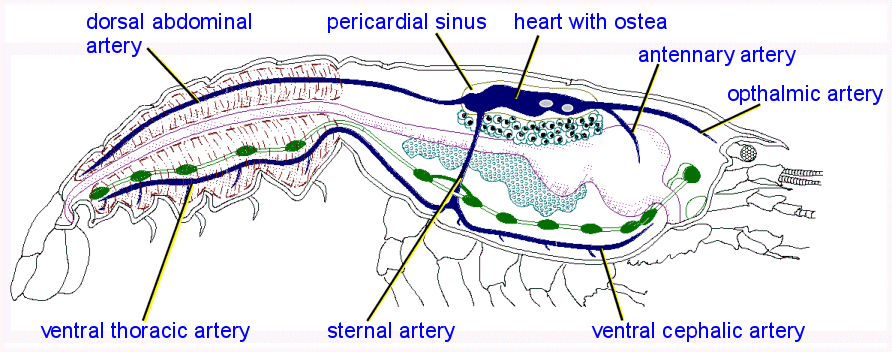 dorsal abdominal
artery
pericardial sinus
heart with ostea
antennary artery
opthalmic artery
ventral thoracic artery
sternal artery
ventral cephalic artery